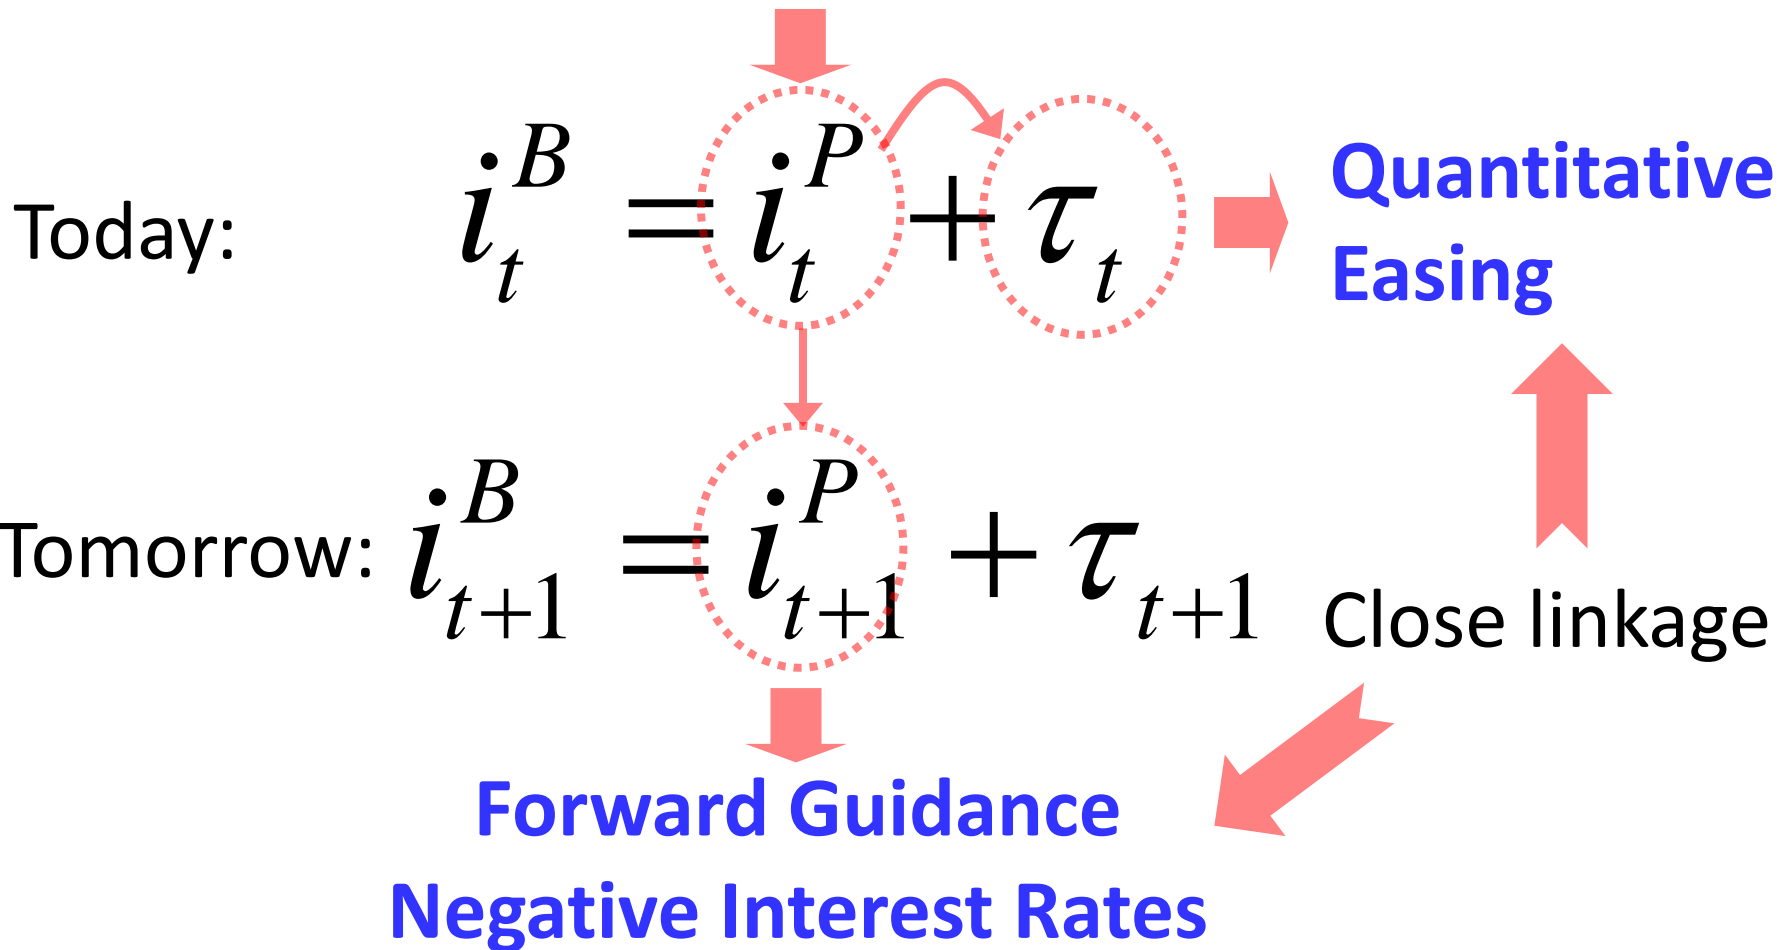 Today: i_t^B = i_t^P + τ_t
Quantitative
Easing
Tomorrow: i_{t+1}^B = i_{t+1}^P + τ_{t+1}
Close linkage
Forward Guidance
Negative Interest Rates